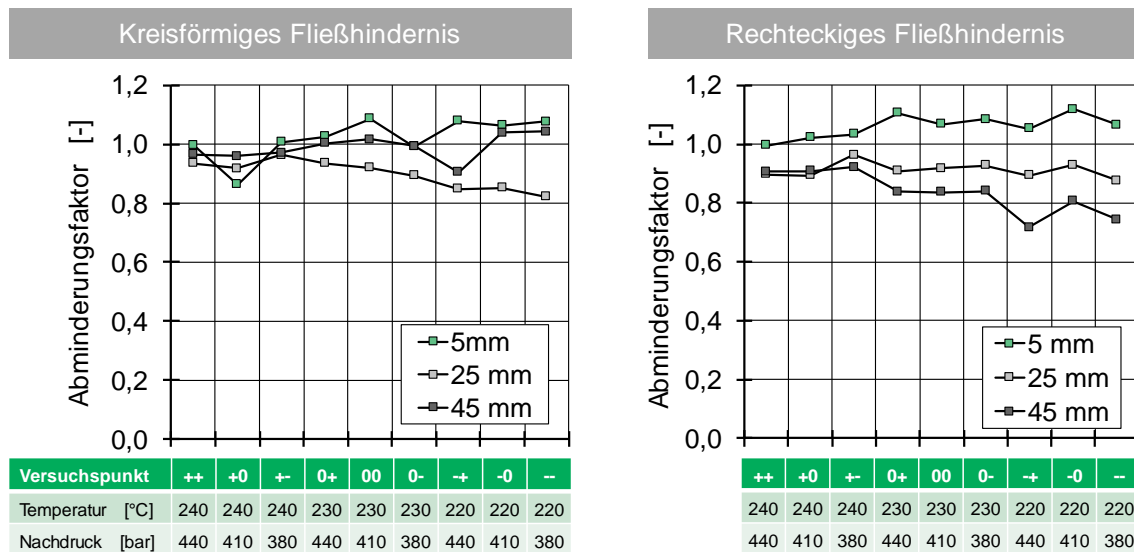 Kreisförmiges Fließhindernis
Abminderungsfaktor [-]
1,2
1,0
0,8
0,6
0,4
0,2
0,0
5mm
25 mm
45 mm
Versuchspunkt ++ +0 +- 0+ 00 0- -+ -0 --
Temperatur [°C] 240 240 240 230 230 230 220 220 220
Nachdruck [bar] 440 410 380 440 410 380 440 410 380
Rechteckiges Fließhindernis
Abminderungsfaktor [-]
1,2
1,0
0,8
0,6
0,4
0,2
0,0
5 mm
25 mm
45 mm
++ +0 +- 0+ 00 0- -+ -0 --
240 240 240 230 230 230 220 220 220
440 410 380 440 410 380 440 410 380